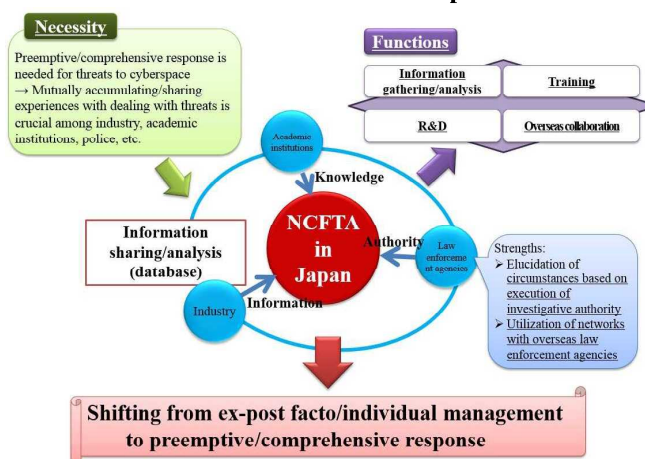 Necessity
Preemptive/comprehensive response is
needed for threats to cyberspace
→ Mutually accumulating/sharing
experiences with dealing with threats is
crucial among industry, academic
institutions, police, etc.
Functions
Information
gathering/analysis
Training
R&D
Overseas collaboration
Academic
institutions
Knowledge
NCFTA
in
Japan
Information
sharing/analysis
(database)
Authority
Law
enforceme
nt agencies
Industry
Information
Strengths:
➢ Elucidation of
circumstances based on
execution of
investigative authority
➢ Utilization of networks
with overseas law
enforcement agencies
Shifting from ex-post facto/individual management
to preemptive/comprehensive response